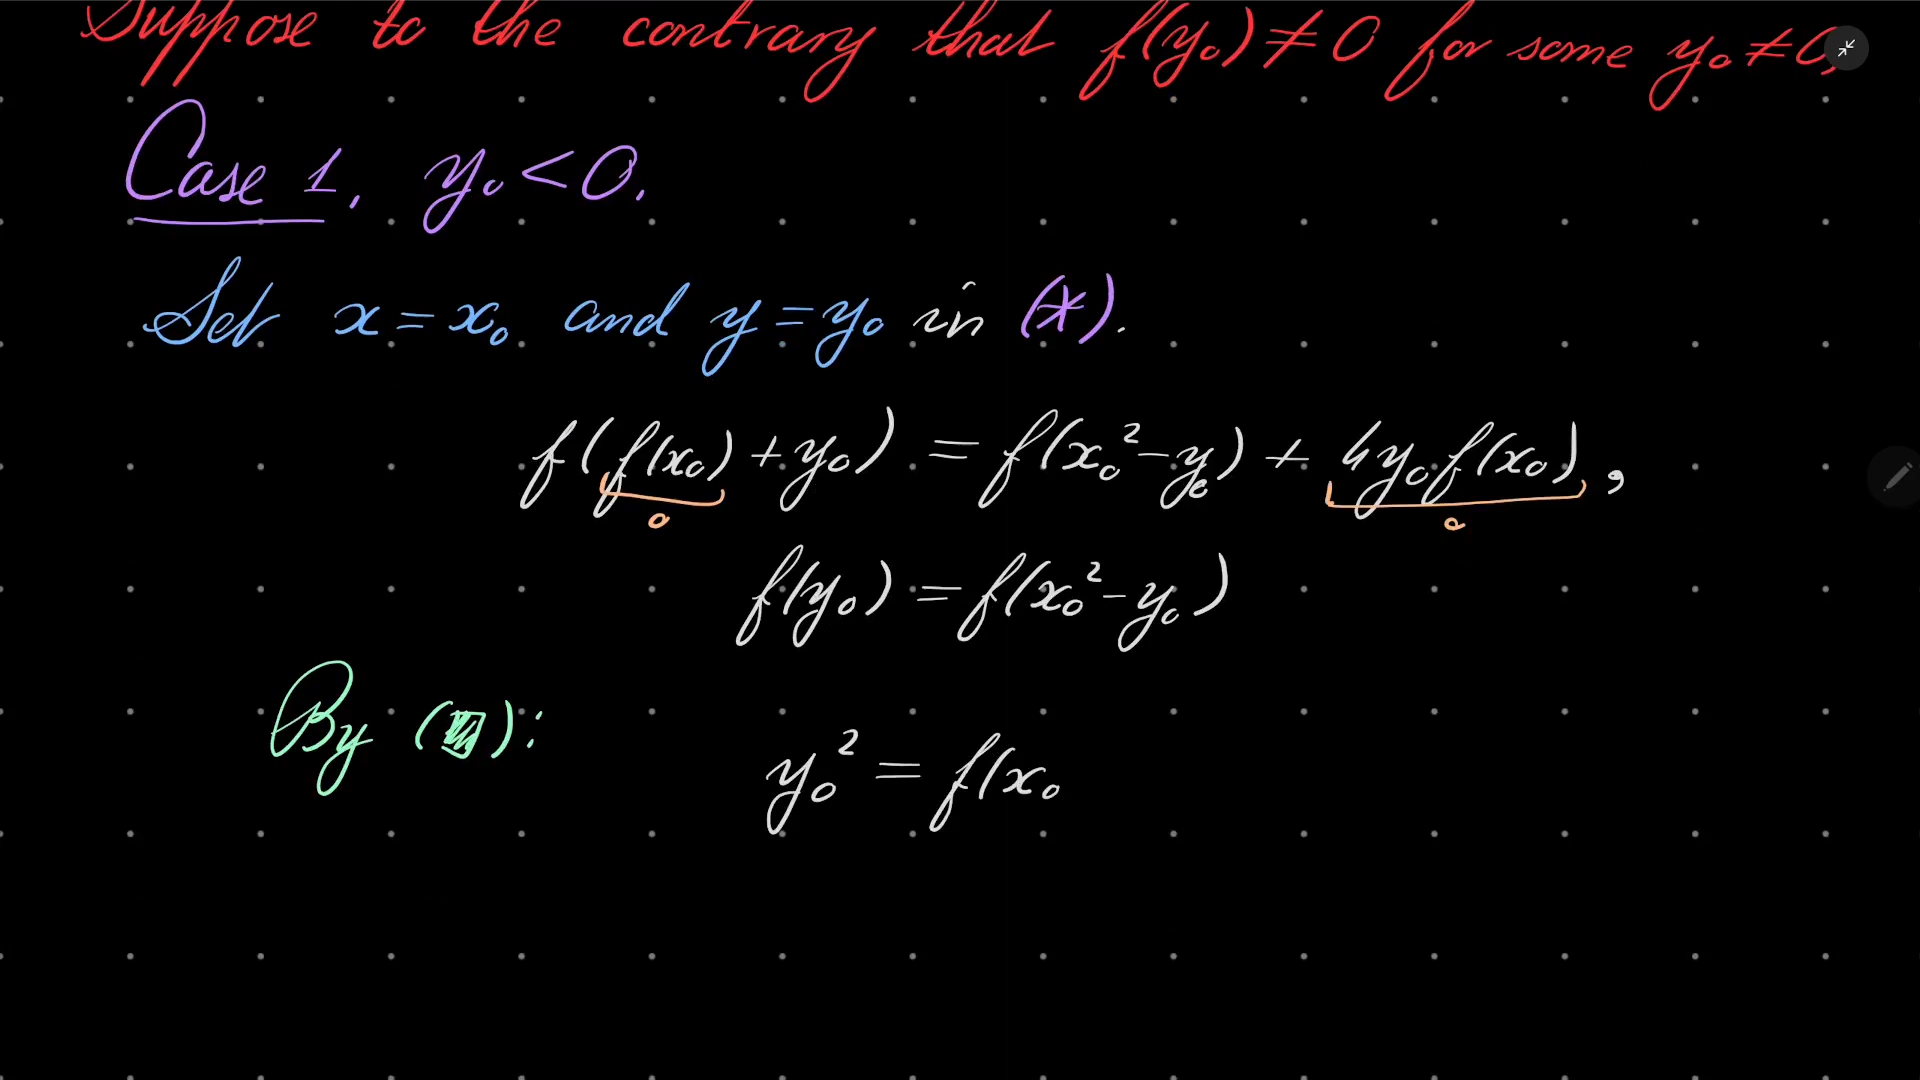 Suppose to the contrary that f(y₀)≠0 for some y₀≠0,
Case 1. y₀<0.
Set x=x₀ and y=y₀ in (*).
f(f(x₀)+y₀) = f(x₀²-y₀) + 4y₀f(x₀),
0 0
f(y₀)=f(x₀²-y₀)
By (■): y₀²=f(x₀